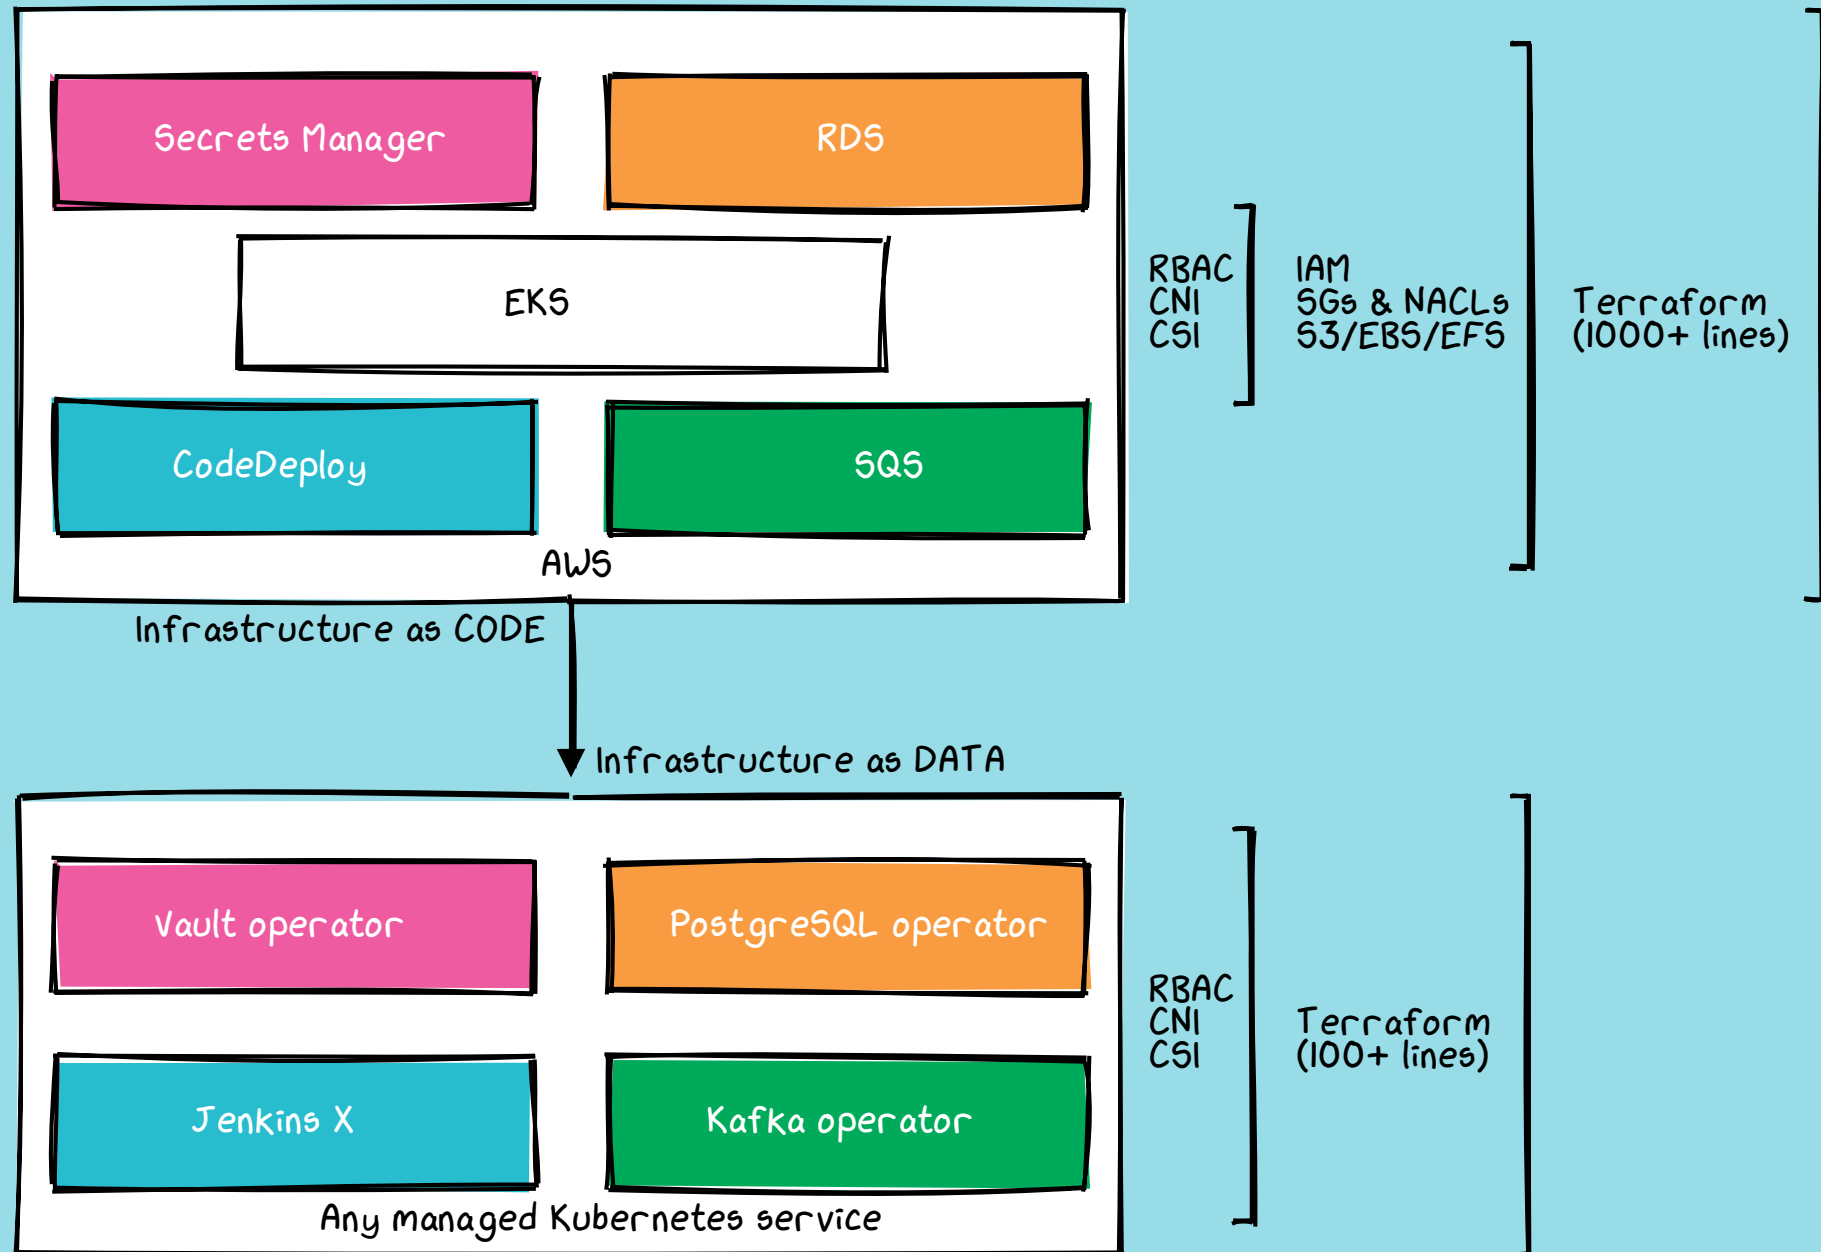 Secrets Manager
RDS
EKS
CodeDeploy
SQS
AWS
RBAC
CNI
CSI
IAM
SGs & NACLs
S3/EBS/EFS
Terraform
(1000+ lines)
Infrastructure as CODE
Infrastructure as DATA
Vault operator
PostgreSQL operator
Jenkins X
Kafka operator
Any managed Kubernetes service
RBAC
CNI
CSI
Terraform
(100+ lines)